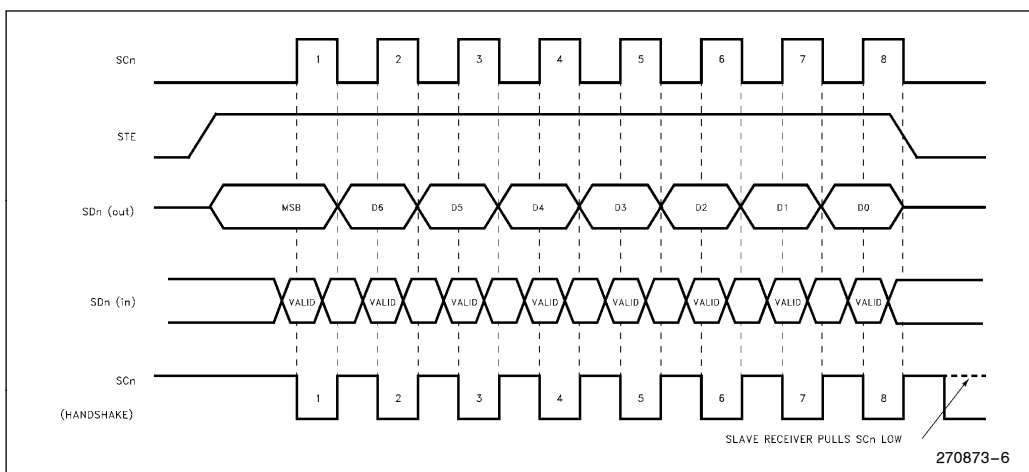 SCn
1 2 3 4 5 6 7 8
STE
SDn (out)
MSB D6 D5 D4 D3 D2 D1 D0
SDn (in)
VALID VALID VALID VALID VALID VALID VALID VALID
SCn
(HANDSHAKE)
1 2 3 4 5 6 7 8
SLAVE RECEIVER PULLS SCn LOW
270873–6